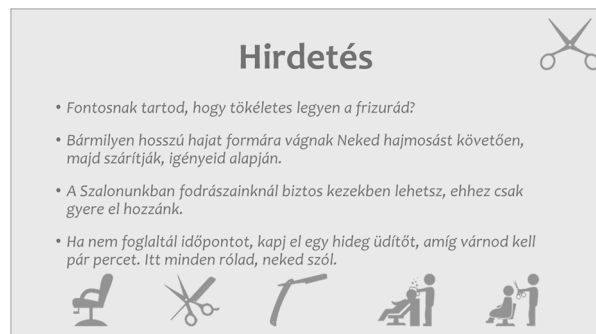 Hirdetés
• Fontosnak tartod, hogy tökéletes legyen a frizurád?
• Bármilyen hosszú hajat formára vágnak Neked hajmosást követően,
majd szárítják, igényeid alapján.
• A Szalonunkban fodrászainknál biztos kezekben lehetsz, ehhez csak
gyere el hozzánk.
• Ha nem foglaltál időpontot, kapj el egy hideg üdítőt, amíg várnod kell
pár percet. Itt minden rólad, neked szól.